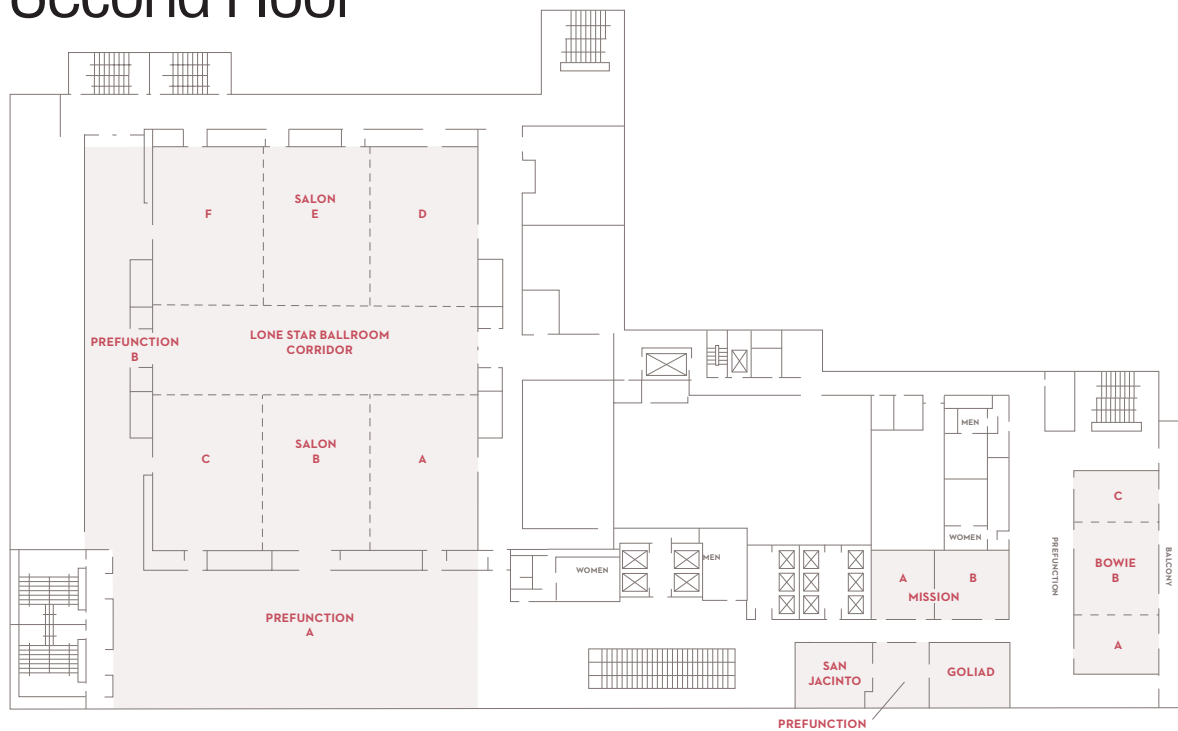 Second Floor
F
SALON
E
D
PREFUNCTION
B
LONE STAR BALLROOM
CORRIDOR
C
SALON
B
A
PREFUNCTION
A
WOMEN
MEN
MEN
WOMEN
A
B
MISSION
SAN
JACINTO
GOLIAD
PREFUNCTION
PREFUNCTION
C
BOWIE
B
A
BALCONY